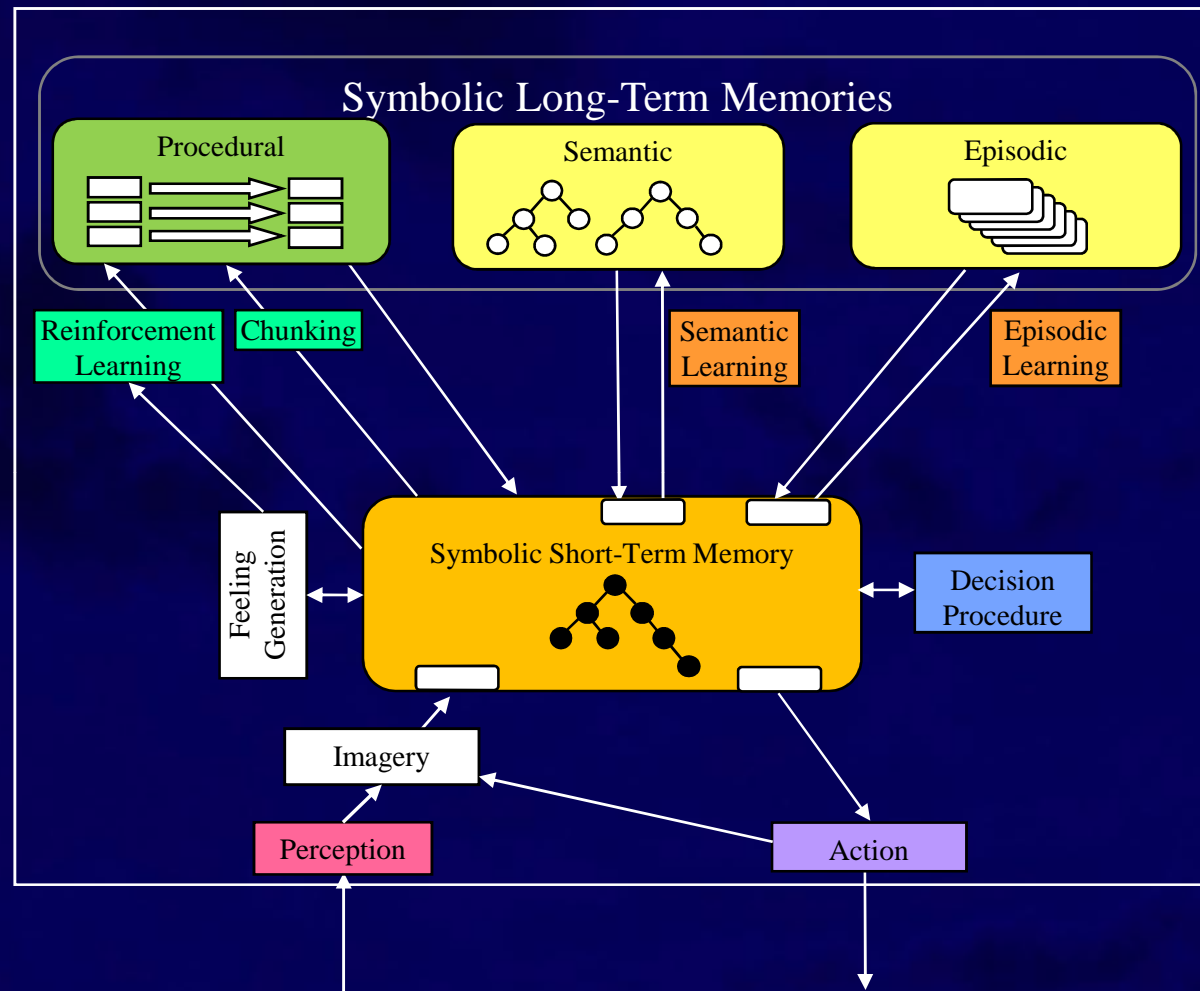 Symbolic Long-Term Memories
Procedural
Semantic
Episodic
Reinforcement
Learning
Chunking
Semantic
Learning
Episodic
Learning
Feeling
Generation
Symbolic Short-Term Memory
Decision
Procedure
Imagery
Perception
Action